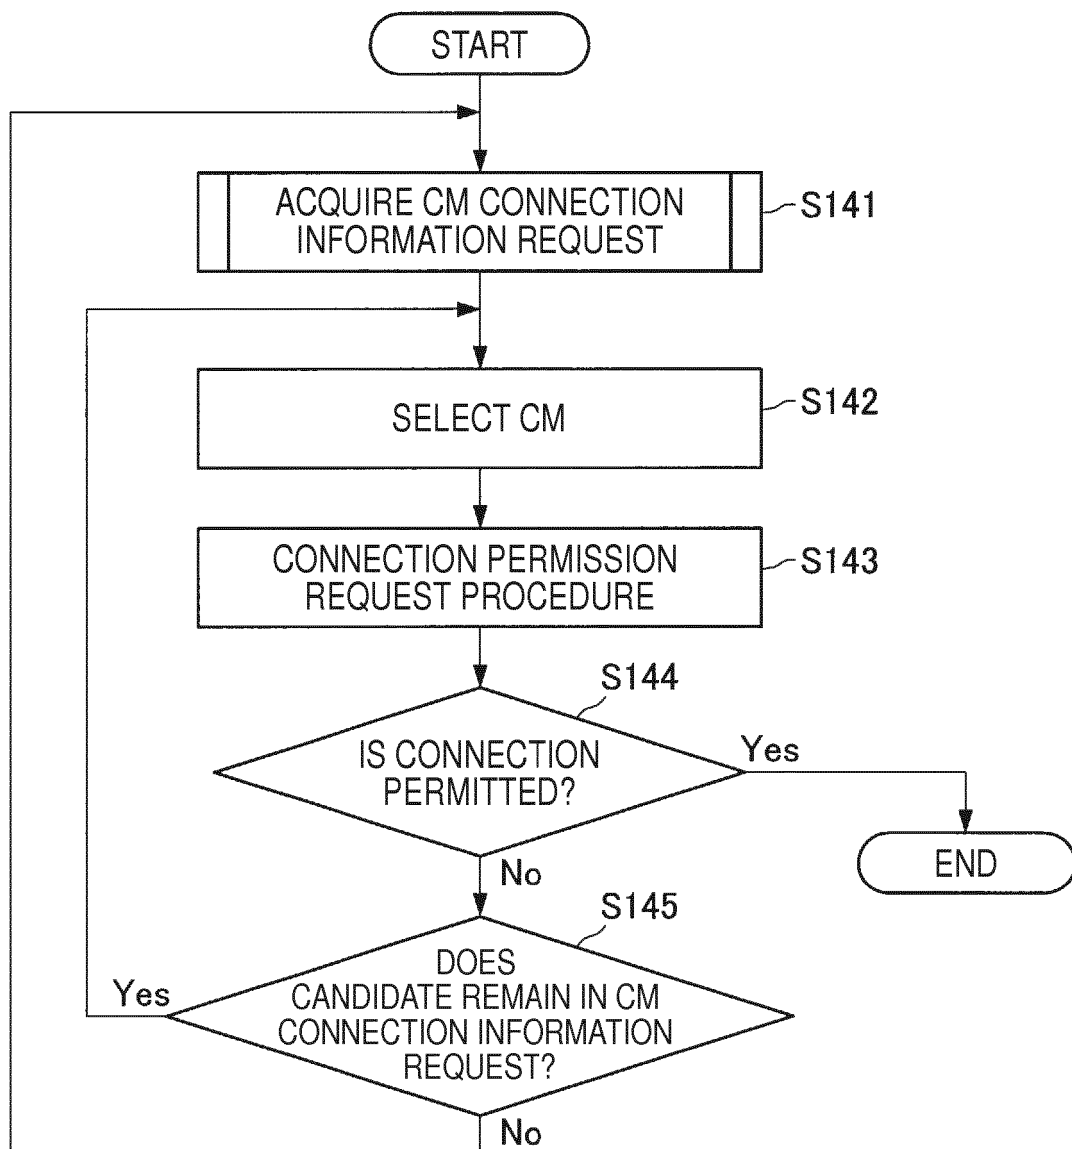 START
ACQUIRE CM CONNECTION
INFORMATION REQUEST
S141
SELECT CM
S142
CONNECTION PERMISSION
REQUEST PROCEDURE
S143
S144
IS CONNECTION
PERMITTED?
Yes
END
No
S145
DOES
CANDIDATE REMAIN IN CM
CONNECTION INFORMATION
REQUEST?
Yes
No